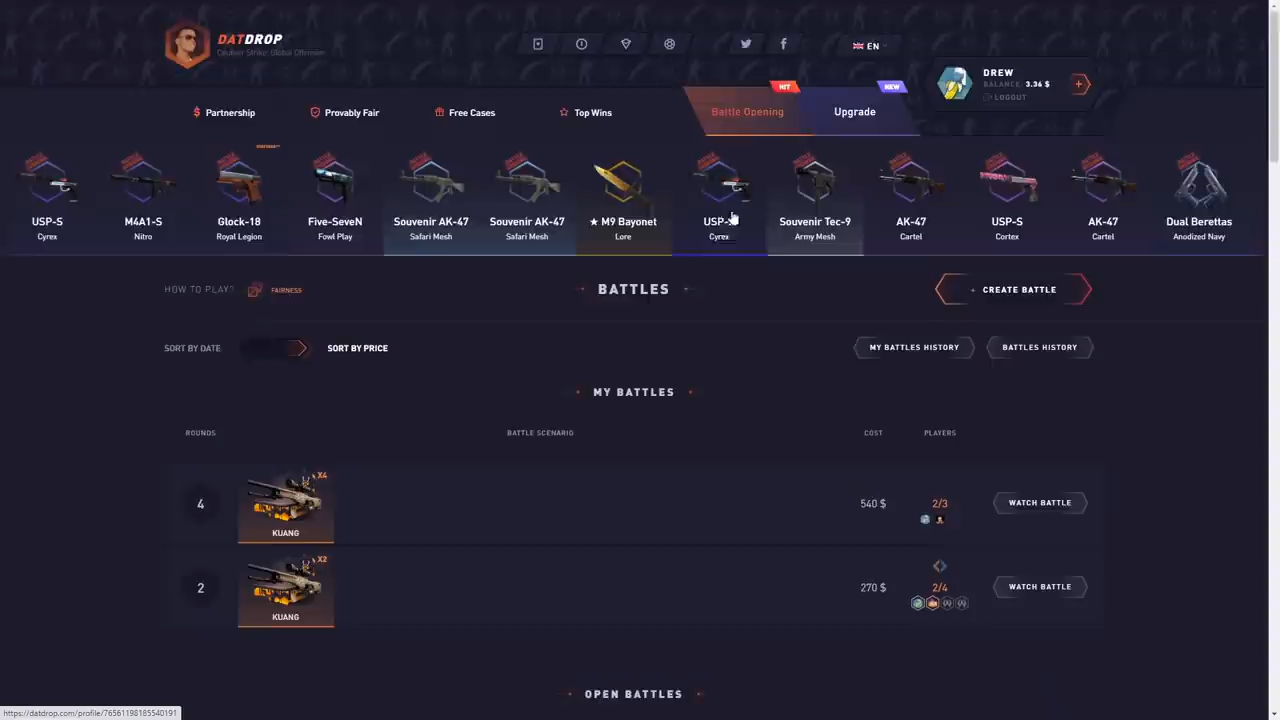 DATDROP
Counter Strike: Global Offensive
EN
DREW
BALANCE: 3.36 $
LOGOUT
HIT
NEW
Partnership
Provably Fair
Free Cases
Top Wins
Battle Opening
Upgrade
USP-S
Cyrex
M4A1-S
Nitro
Glock-18
Royal Legion
Five-SeveN
Fowl Play
Souvenir AK-47
Safari Mesh
Souvenir AK-47
Safari Mesh
★ M9 Bayonet
Lore
USP-S
Cyrex
Souvenir Tec-9
Army Mesh
AK-47
Cartel
USP-S
Cortex
AK-47
Cartel
Dual Berettas
Anodized Navy
HOW TO PLAY?
FAIRNESS
BATTLES
+ CREATE BATTLE
SORT BY DATE
SORT BY PRICE
MY BATTLES HISTORY
BATTLES HISTORY
MY BATTLES
ROUNDS
BATTLE SCENARIO
COST
PLAYERS
4
X4
KUANG
540 $
2/3
WATCH BATTLE
2
X2
KUANG
270 $
2/4
WATCH BATTLE
OPEN BATTLES
https://datdrop.com/profile/76561198185540191